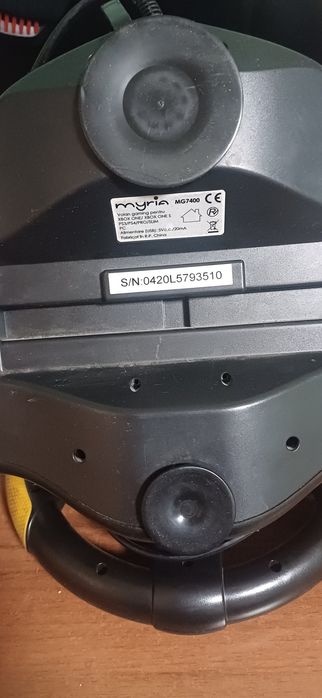 myria MG7400
Volan gaming pentru
XBOX ONE/ XBOX ONE S
PS3/PS4/PRO/SLIM
PC
Alimentare (USB): 5V d.c./20mA
Fabricat în R.P. China
S/N:0420L5793510